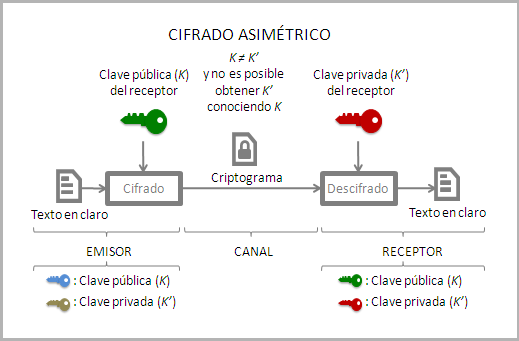 CIFRADO ASIMÉTRICO
K ≠ K′
y no es posible
obtener K′
conociendo K
Clave pública (K)
del receptor
Clave privada (K′)
del receptor
Cifrado
Criptograma
Descifrado
Texto en claro
Texto en claro
EMISOR
CANAL
RECEPTOR
: Clave pública (K)
: Clave privada (K′)
: Clave pública (K)
: Clave privada (K′)